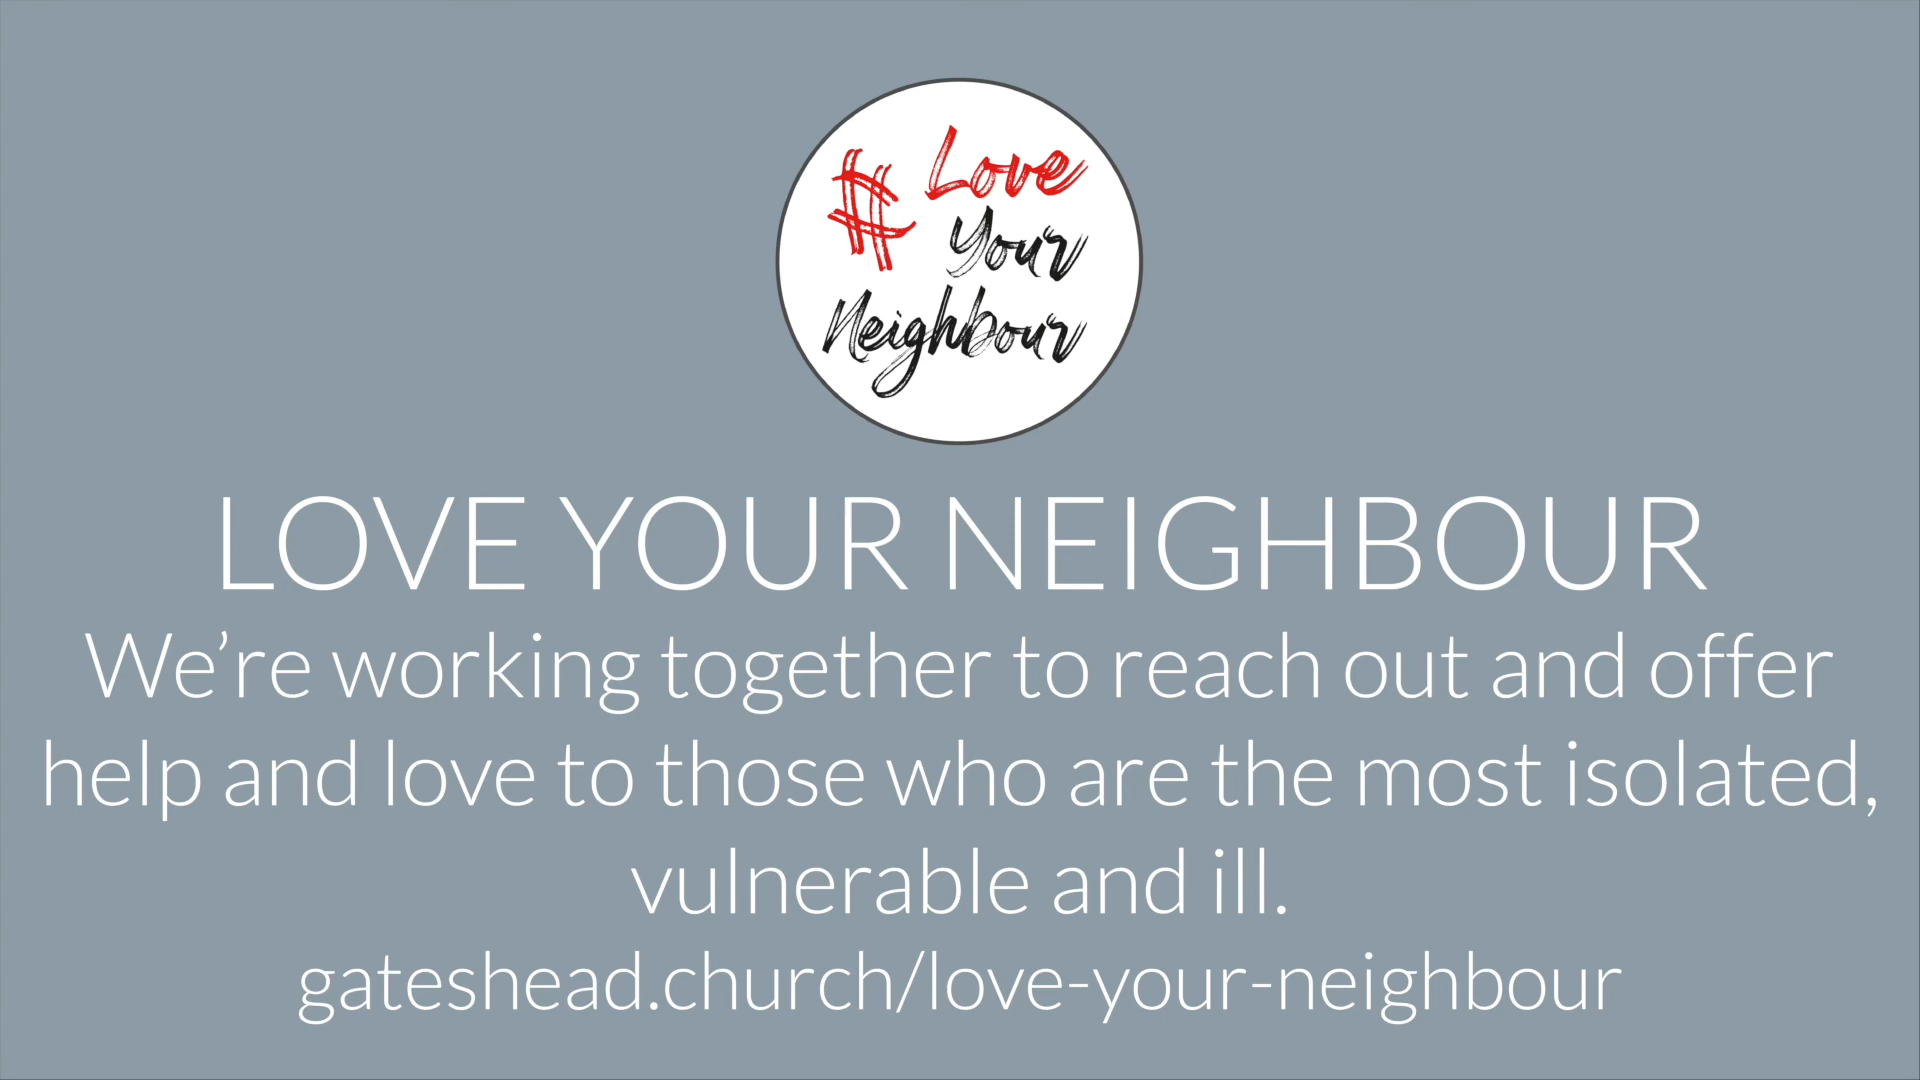 # Love
Your
Neighbour
LOVE YOUR NEIGHBOUR
We’re working together to reach out and offer
help and love to those who are the most isolated,
vulnerable and ill.
gateshead.church/love-your-neighbour